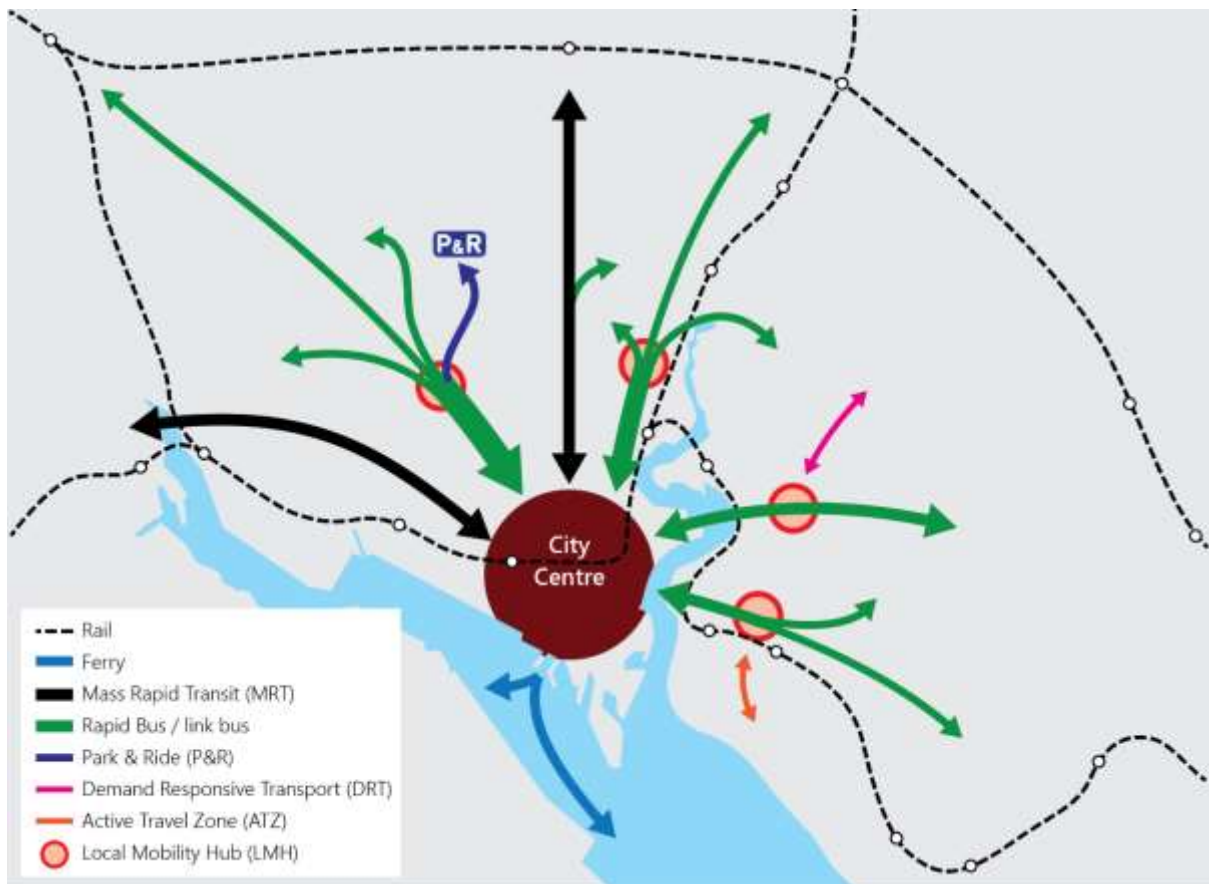 P&R
City
Centre
Rail
Ferry
Mass Rapid Transit (MRT)
Rapid Bus / link bus
Park & Ride (P&R)
Demand Responsive Transport (DRT)
Active Travel Zone (ATZ)
Local Mobility Hub (LMH)